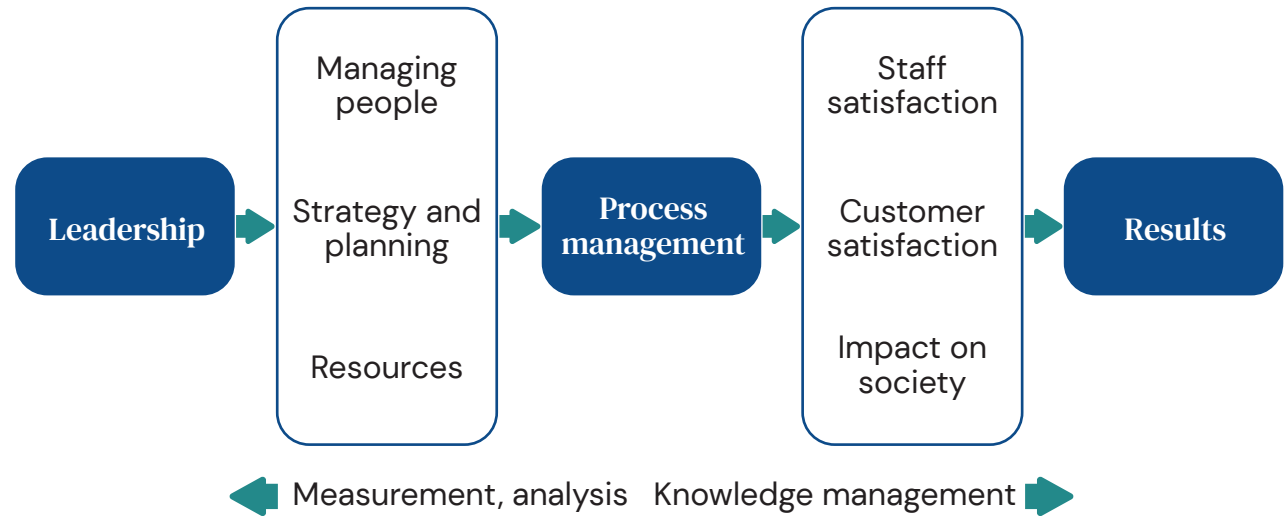 Leadership
Managing
people
Strategy and
planning
Resources
Process
management
Staff
satisfaction
Customer
satisfaction
Impact on
society
Results
Measurement, analysis Knowledge management